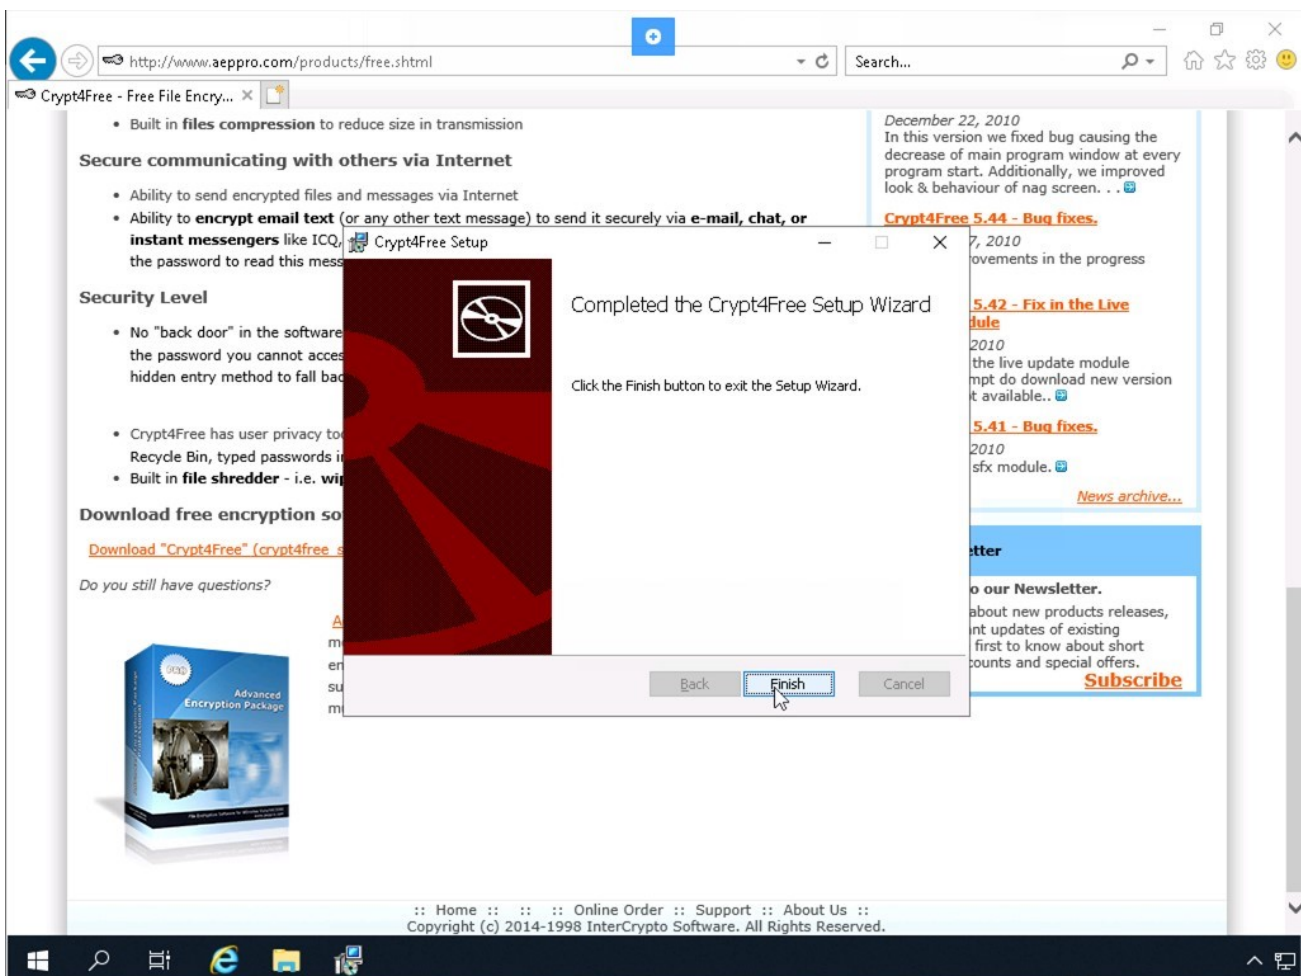 http://www.aeppro.com/products/free.shtml
Search...
Crypt4Free - Free File Encry...
• Built in files compression to reduce size in transmission
Secure communicating with others via Internet
• Ability to send encrypted files and messages via Internet
• Ability to encrypt email text (or any other text message) to send it securely via e-mail, chat, or
instant messengers like ICQ,
the password to read this mess
Security Level
• No "back door" in the software
the password you cannot acces
hidden entry method to fall bac
• Crypt4Free has user privacy too
Recycle Bin, typed passwords i
• Built in file shredder - i.e. wip
Download free encryption so
Download "Crypt4Free" (crypt4free_s
Do you still have questions?
A
m
en
su
m
PRO
Advanced
Encryption Package
December 22, 2010
In this version we fixed bug causing the
decrease of main program window at every
program start. Additionally, we improved
look & behaviour of nag screen. . .
Crypt4Free 5.44 - Bug fixes.
7, 2010
ovements in the progress
5.42 - Fix in the Live
dule
2010
the live update module
mpt do download new version
t available..
5.41 - Bug fixes.
2010
sfx module.
News archive...
etter
o our Newsletter.
about new products releases,
nt updates of existing
first to know about short
counts and special offers.
Subscribe
Crypt4Free Setup
Completed the Crypt4Free Setup Wizard
Click the Finish button to exit the Setup Wizard.
Back
Finish
Cancel
:: Home :: :: :: Online Order :: Support :: About Us ::
Copyright (c) 2014-1998 InterCrypto Software. All Rights Reserved.